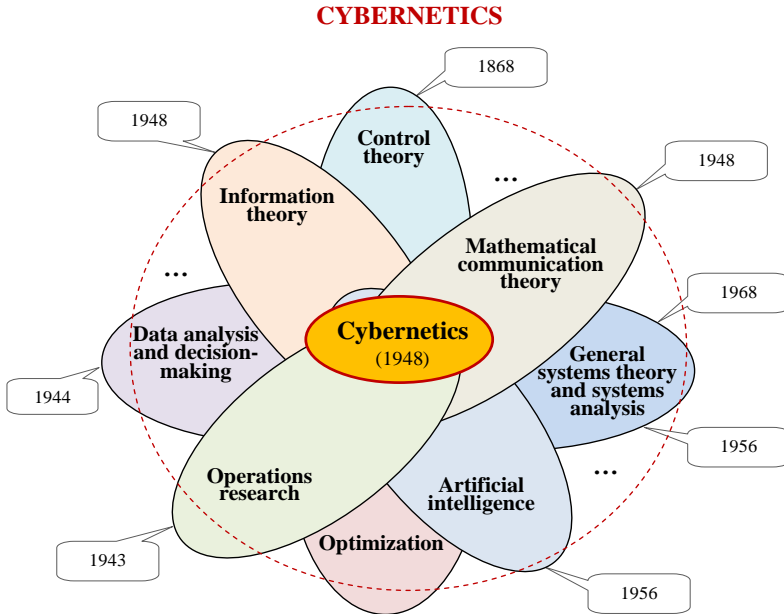 CYBERNETICS
1868
1948
Control
theory
...
1948
Information
theory
Mathematical
communication
theory
...
1968
Cybernetics
(1948)
Data analysis
and decision-
making
General
systems theory
and systems
analysis
1944
1956
...
Operations
research
Artificial
intelligence
Optimization
1943
1956